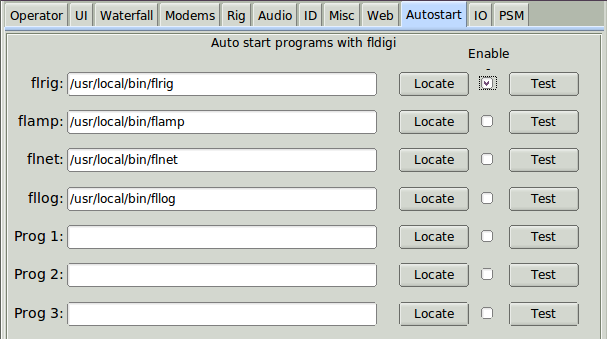 Operator UI Waterfall Modems Rig Audio ID Misc Web Autostart IO PSM
Auto start programs with fldigi
Enable
flrig: /usr/local/bin/flrig Locate Test
flamp: /usr/local/bin/flamp Locate Test
flnet: /usr/local/bin/flnet Locate Test
fllog: /usr/local/bin/fllog Locate Test
Prog 1: Locate Test
Prog 2: Locate Test
Prog 3: Locate Test